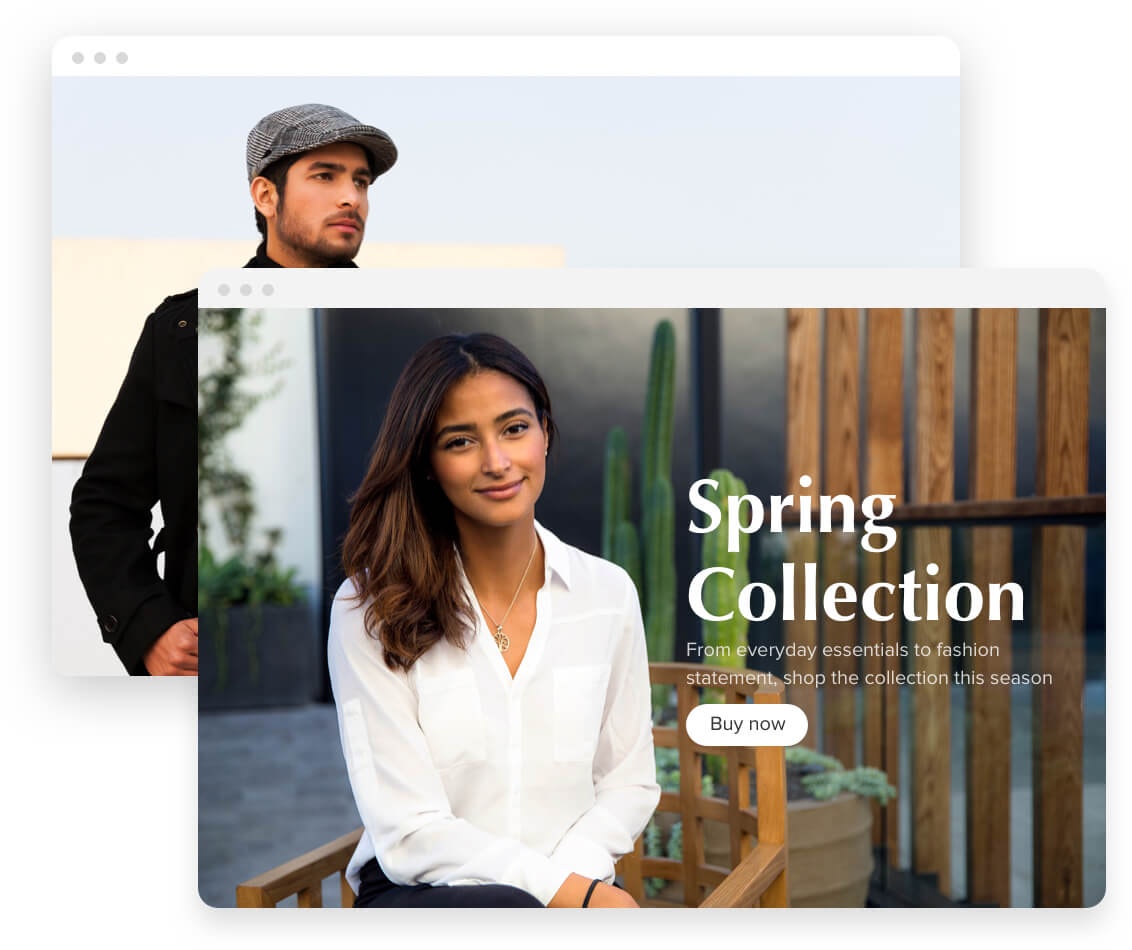 Spring
Collection
From everyday essentials to fashion
statement, shop the collection this season
Buy now